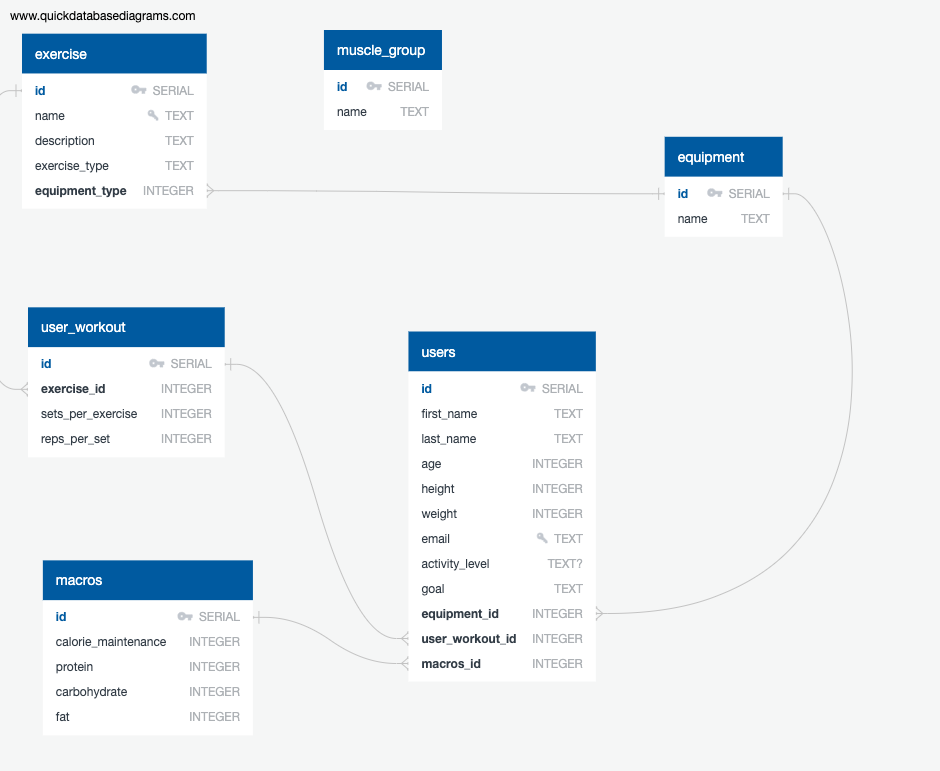 www.quickdatabasediagrams.com
exercise
id SERIAL
name TEXT
description TEXT
exercise_type TEXT
equipment_type INTEGER
muscle_group
id SERIAL
name TEXT
equipment
id SERIAL
name TEXT
user_workout
id SERIAL
exercise_id INTEGER
sets_per_exercise INTEGER
reps_per_set INTEGER
users
id SERIAL
first_name TEXT
last_name TEXT
age INTEGER
height INTEGER
weight INTEGER
email TEXT
activity_level TEXT?
goal TEXT
equipment_id INTEGER
user_workout_id INTEGER
macros_id INTEGER
macros
id SERIAL
calorie_maintenance INTEGER
protein INTEGER
carbohydrate INTEGER
fat INTEGER